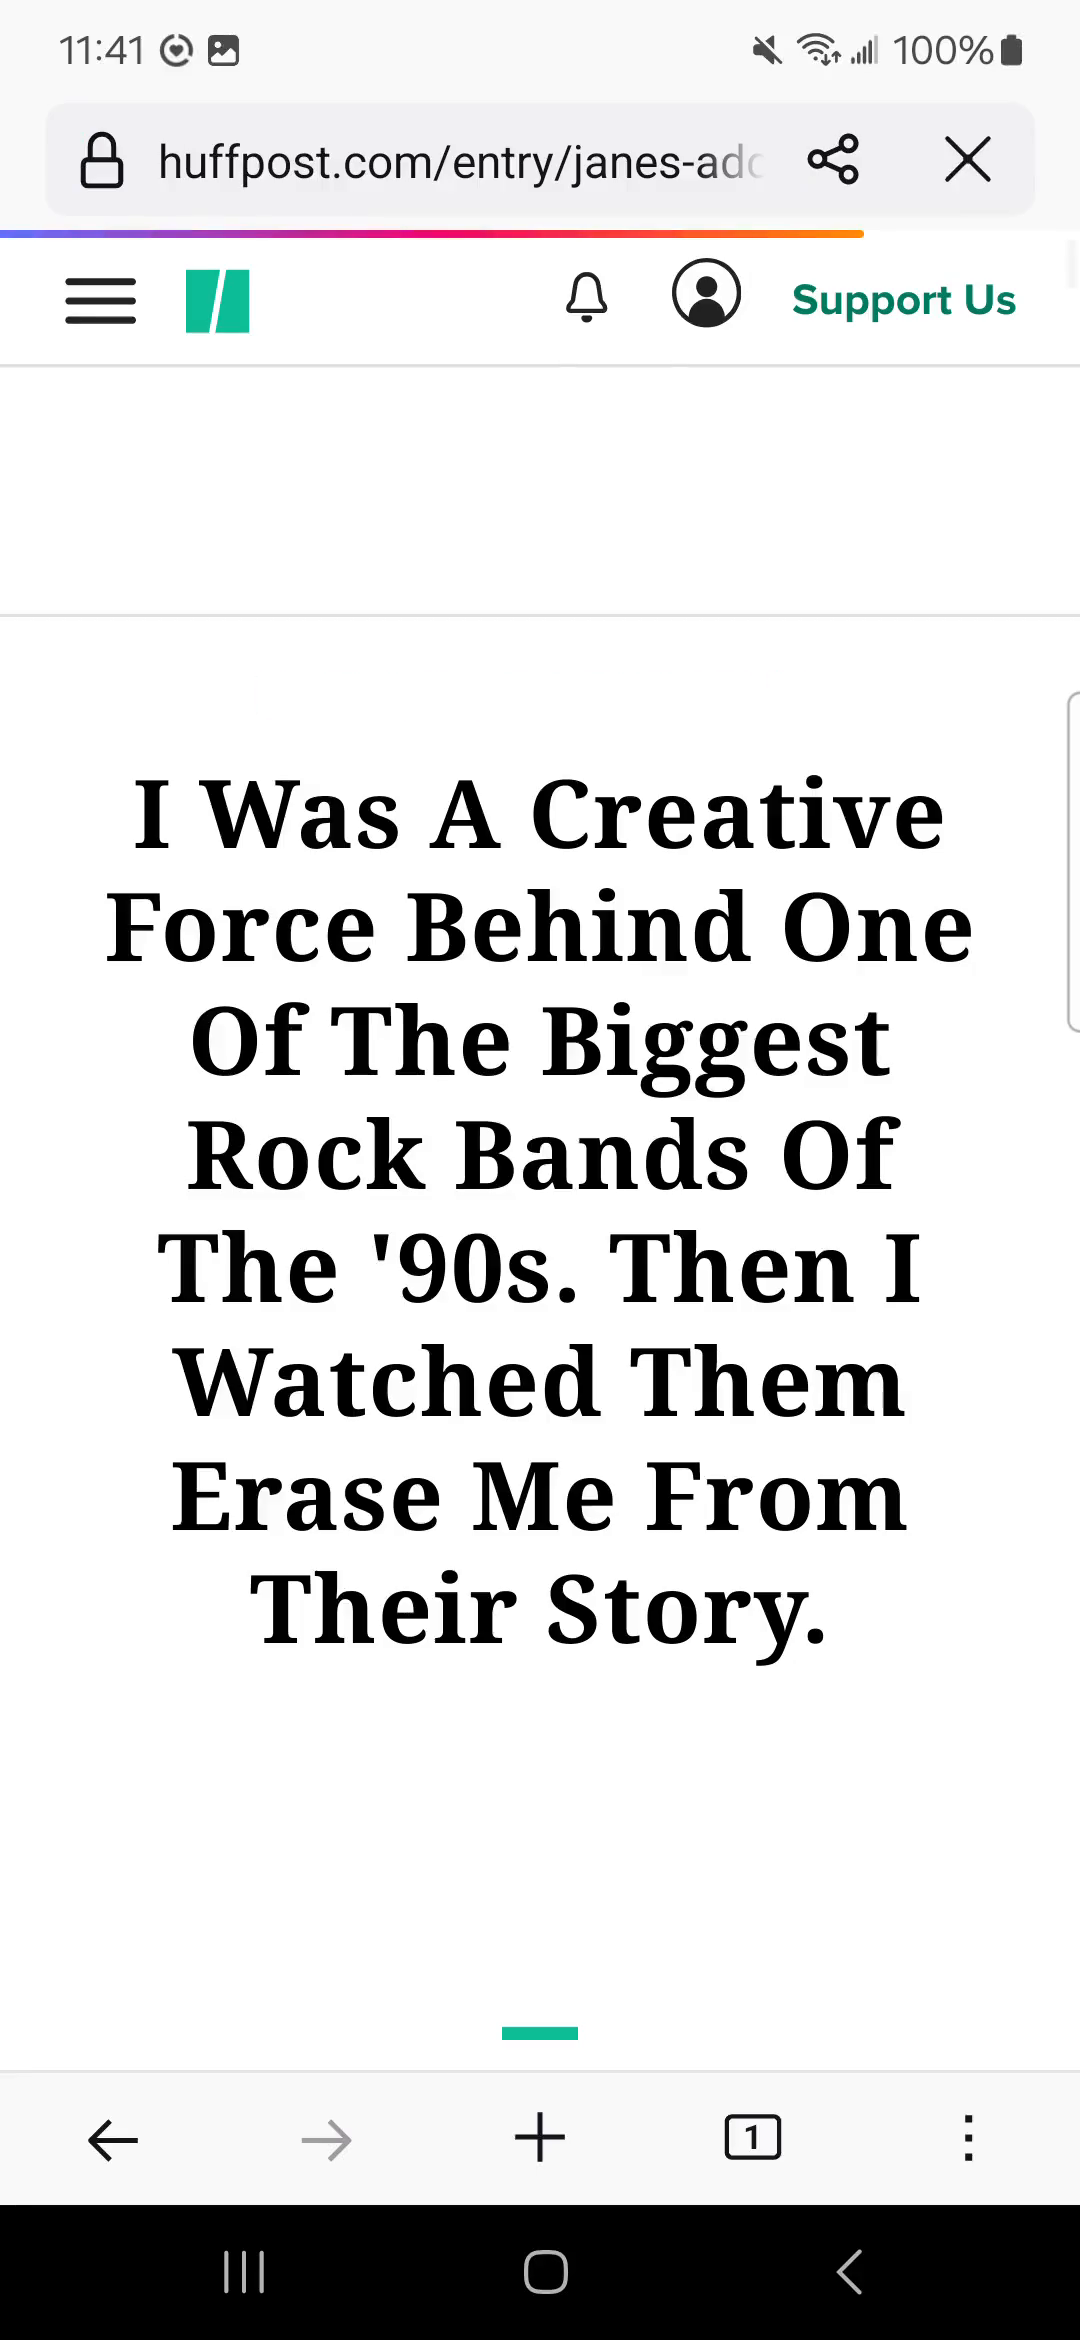 11:41
100%
huffpost.com/entry/janes-add
Support Us
I Was A Creative
Force Behind One
Of The Biggest
Rock Bands Of
The '90s. Then I
Watched Them
Erase Me From
Their Story.
1